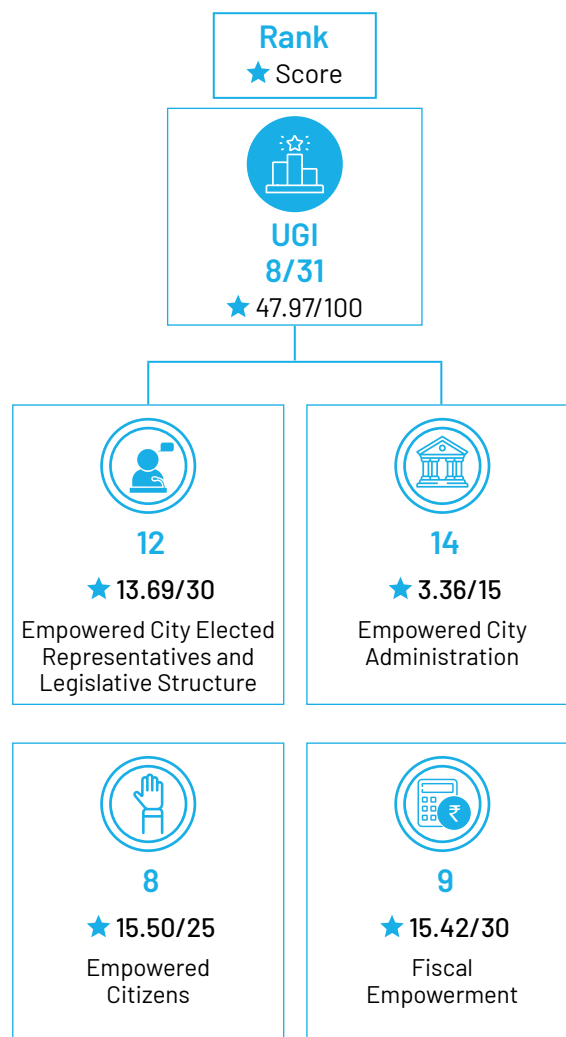 Rank
Score
UGI
8/31
47.97/100
12
13.69/30
Empowered City Elected
Representatives and
Legislative Structure
14
3.36/15
Empowered City
Administration
8
15.50/25
Empowered
Citizens
₹
9
15.42/30
Fiscal
Empowerment